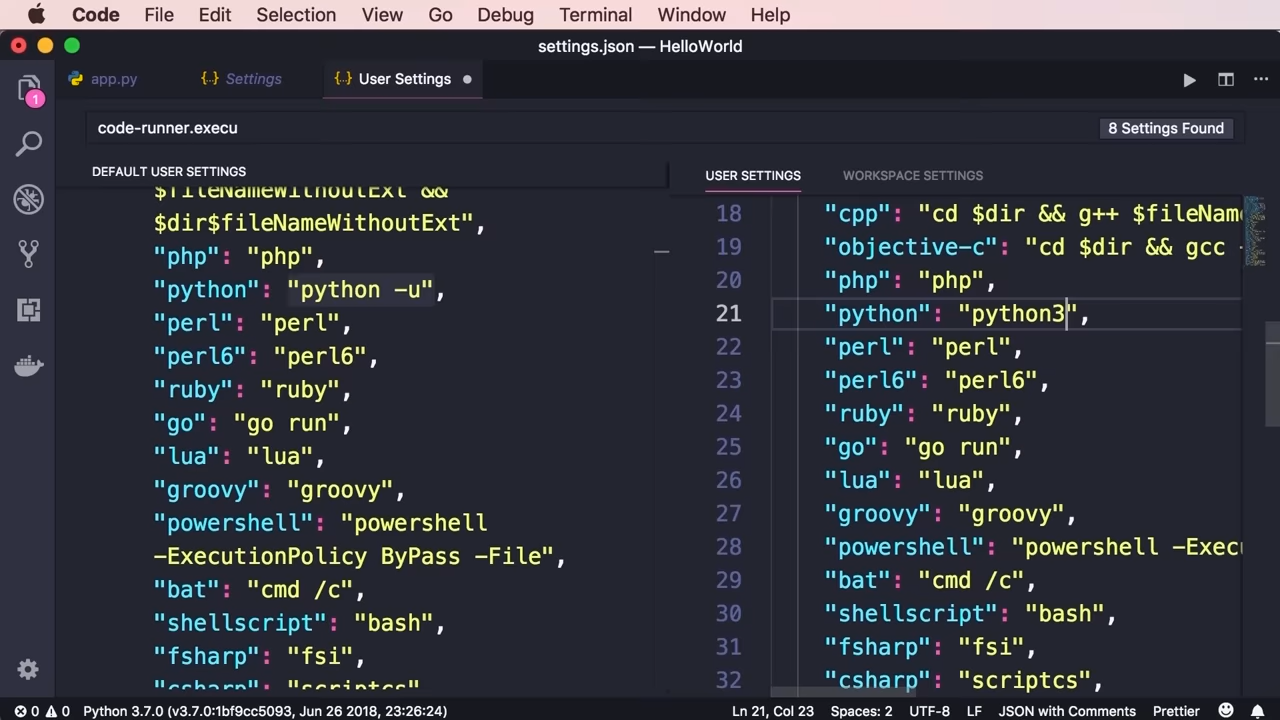 Code File Edit Selection View Go Debug Terminal Window Help
settings.json — HelloWorld
app.py {..} Settings {..} User Settings
1
code-runner.execu
8 Settings Found
DEFAULT USER SETTINGS
$fileNameWithoutExt &&
$dir$fileNameWithoutExt",
"php": "php",
"python": "python -u",
"perl": "perl",
"perl6": "perl6",
"ruby": "ruby",
"go": "go run",
"lua": "lua",
"groovy": "groovy",
"powershell": "powershell
-ExecutionPolicy ByPass -File",
"bat": "cmd /c",
"shellscript": "bash",
"fsharp": "fsi",
"csharp": "scriptcs"
USER SETTINGS WORKSPACE SETTINGS
18 "cpp": "cd $dir && g++ $fileNam
19 "objective-c": "cd $dir && gcc
20 "php": "php",
21 "python": "python3",
22 "perl": "perl",
23 "perl6": "perl6",
24 "ruby": "ruby",
25 "go": "go run",
26 "lua": "lua",
27 "groovy": "groovy",
28 "powershell": "powershell -Exec
29 "bat": "cmd /c",
30 "shellscript": "bash",
31 "fsharp": "fsi",
32 "csharp": "scriptcs",
0 0 Python 3.7.0 (v3.7.0:1bf9cc5093, Jun 26 2018, 23:26:24) Ln 21, Col 23 Spaces: 2 UTF-8 LF JSON with Comments Prettier